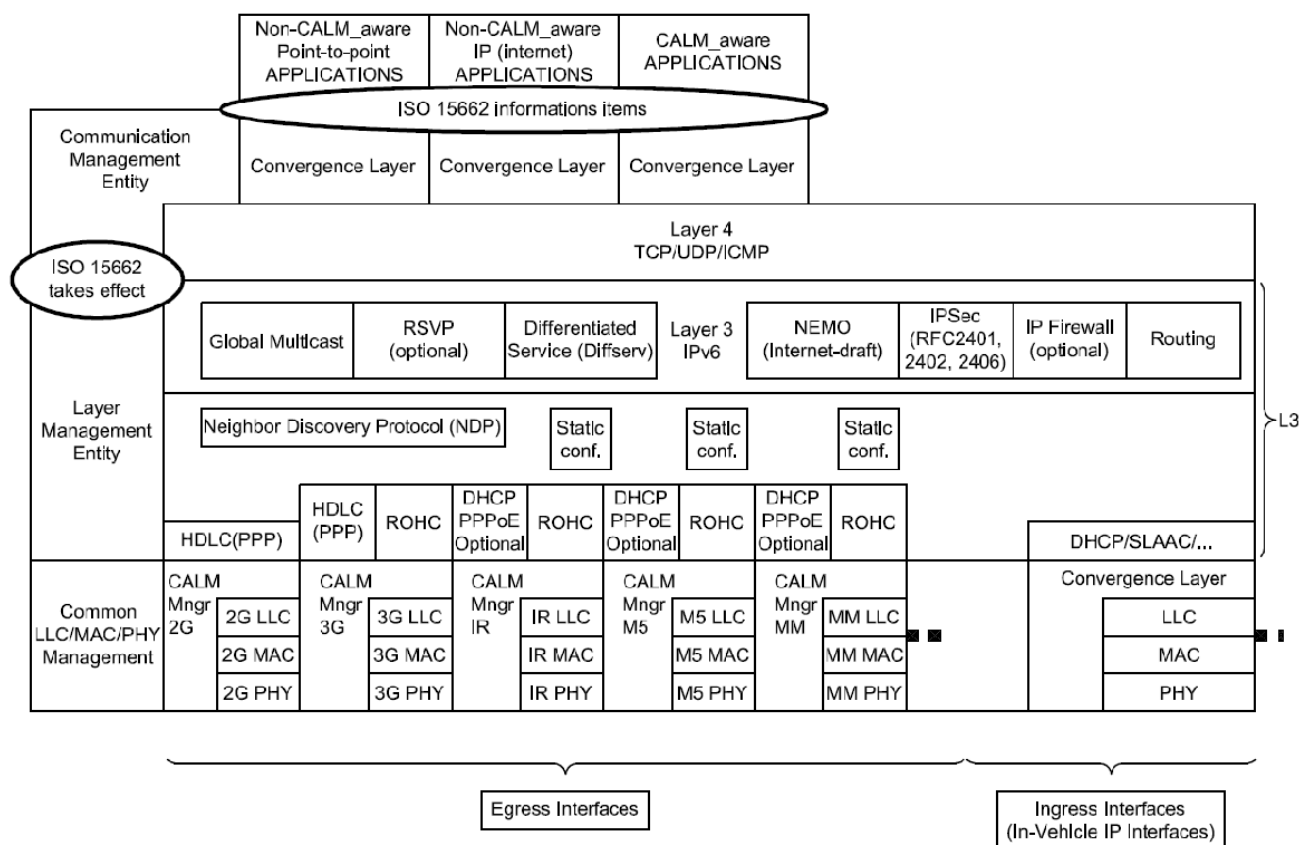 Non-CALM_aware
Point-to-point
APPLICATIONS
Non-CALM_aware
IP (internet)
APPLICATIONS
CALM_aware
APPLICATIONS
ISO 15662 informations items
Communication
Management
Entity
Convergence Layer
Convergence Layer
Convergence Layer
Layer 4
TCP/UDP/ICMP
ISO 15662
takes effect
Global Multicast
RSVP
(optional)
Differentiated
Service (Diffserv)
Layer 3
IPv6
NEMO
(Internet-draft)
IPSec
(RFC2401,
2402, 2406)
IP Firewall
(optional)
Routing
L3
Layer
Management
Entity
Neighbor Discovery Protocol (NDP)
Static
conf.
Static
conf.
Static
conf.
HDLC(PPP)
HDLC
(PPP)
ROHC
DHCP
PPPoE
Optional
ROHC
DHCP
PPPoE
Optional
ROHC
DHCP
PPPoE
Optional
ROHC
DHCP/SLAAC/...
Common
LLC/MAC/PHY
Management
CALM
Mngr
2G
2G LLC
2G MAC
2G PHY
CALM
Mngr
3G
3G LLC
3G MAC
3G PHY
CALM
Mngr
IR
IR LLC
IR MAC
IR PHY
CALM
Mngr
M5
M5 LLC
M5 MAC
M5 PHY
CALM
Mngr
MM
MM LLC
MM MAC
MM PHY
Convergence Layer
LLC
MAC
PHY
Egress Interfaces
Ingress Interfaces
(In-Vehicle IP Interfaces)